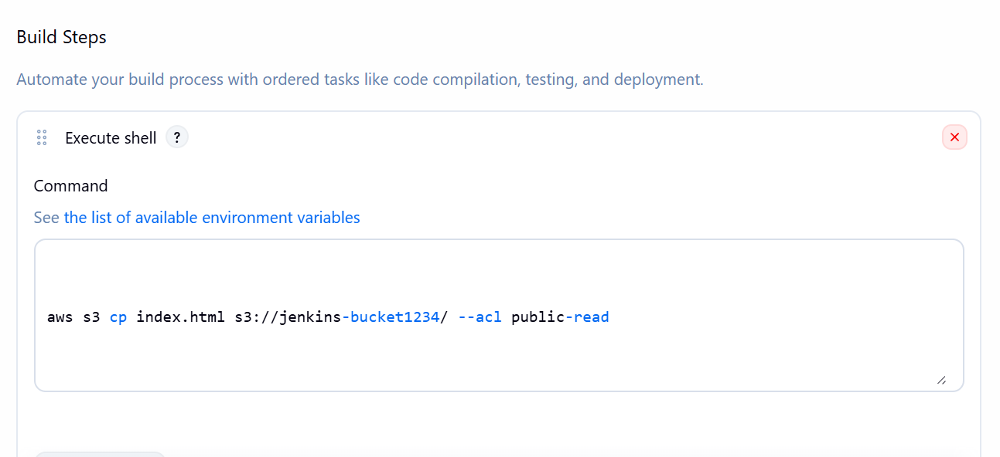 Build Steps
Automate your build process with ordered tasks like code compilation, testing, and deployment.
Execute shell ?
Command
See the list of available environment variables
aws s3 cp index.html s3://jenkins-bucket1234/ --acl public-read